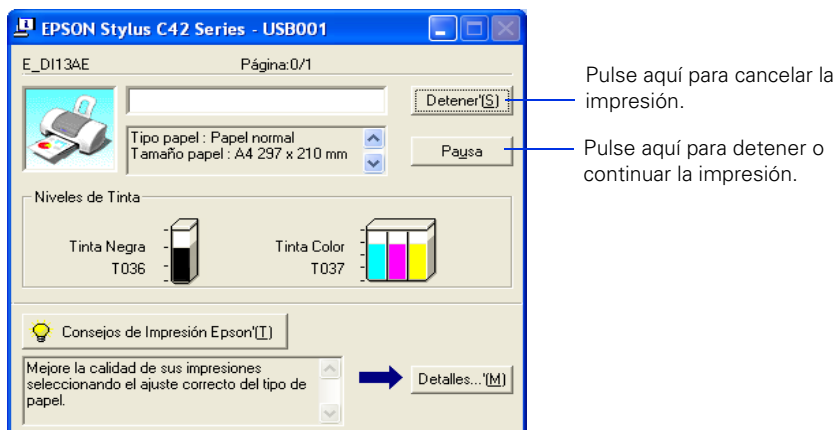 EPSON Stylus C42 Series - USB001
E_DI13AE Página:0/1
Detener'(S)
Pulse aquí para cancelar la
impresión.
Tipo papel : Papel normal
Tamaño papel : A4 297 x 210 mm
Pausa
Pulse aquí para detener o
continuar la impresión.
Niveles de Tinta
Tinta Negra
T036
Tinta Color
T037
Consejos de Impresión Epson'(T)
Mejore la calidad de sus impresiones
seleccionando el ajuste correcto del tipo de
papel.
Detalles...'(M)